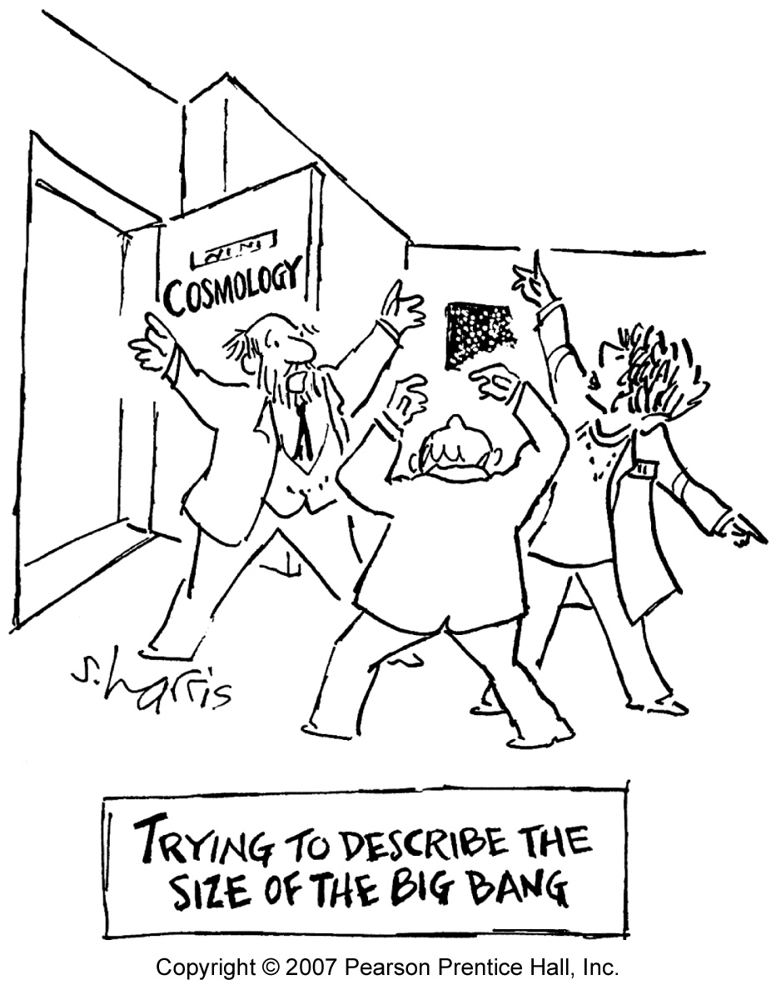 COSMOLOGY
S. Harris
TRYING TO DESCRIBE THE
SIZE OF THE BIG BANG
Copyright © 2007 Pearson Prentice Hall, Inc.